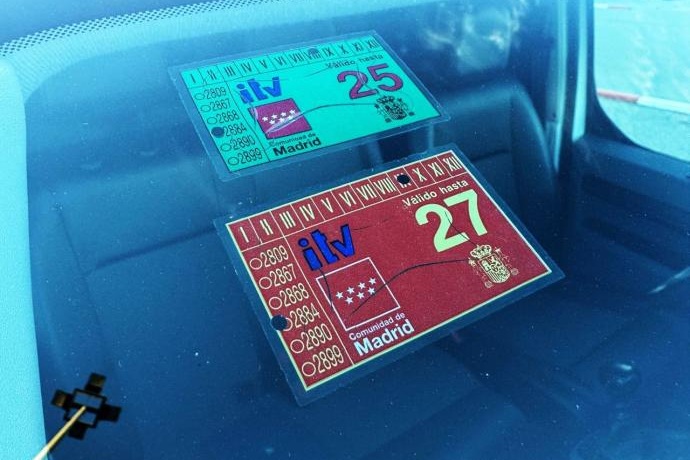 I II III IV V VI VII VIII IX X XI XII
Válido hasta
25
2809
2867
2868
2884
2890
2899
itv
Comunidad de
Madrid
I II III IV V VI VII VIII X XI XII
Válido hasta
27
2809
2867
2868
2884
2890
2899
itv
Comunidad de
Madrid